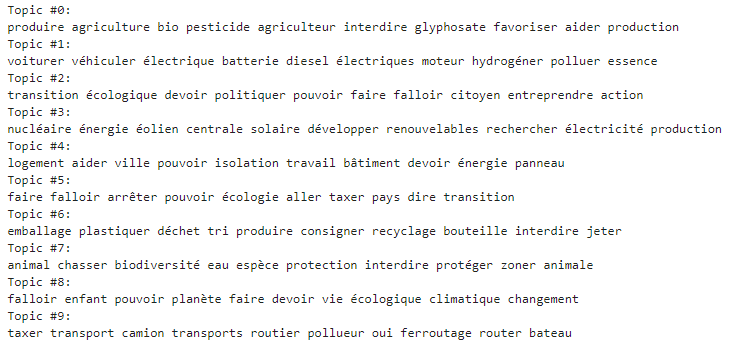 Topic #0:
produire agriculture bio pesticide agriculteur interdire glyphosate favoriser aider production
Topic #1:
voiturer véhiculer électrique batterie diesel électriques moteur hydrogéner polluer essence
Topic #2:
transition écologique devoir politiquer pouvoir faire falloir citoyen entreprendre action
Topic #3:
nucléaire énergie éolien centrale solaire développer renouvelables rechercher électricité production
Topic #4:
logement aider ville pouvoir isolation travail bâtiment devoir énergie panneau
Topic #5:
faire falloir arrêter pouvoir écologie aller taxer pays dire transition
Topic #6:
emballage plastiquer déchet tri produire consigner recyclage bouteille interdire jeter
Topic #7:
animal chasser biodiversité eau espèce protection interdire protéger zoner animale
Topic #8:
falloir enfant pouvoir planète faire devoir vie écologique climatique changement
Topic #9:
taxer transport camion transports routier pollueur oui ferroutage router bateau